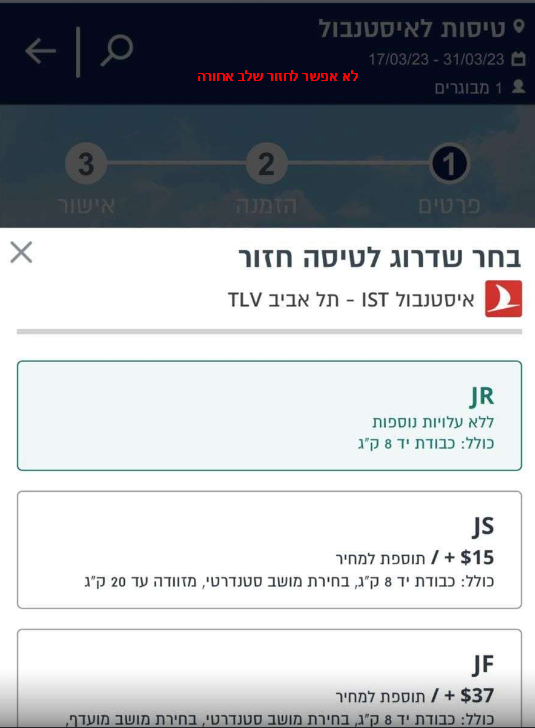 טיסות לאיסטנבול
17/03/23 - 31/03/23
לא אפשר לחזור שלב אחורה
1 מבוגרים
1
2
3
פרטים
הזמנה
אישור
בחר שדרוג לטיסה חזור
איסטנבול IST - תל אביב TLV
JR
ללא עלויות נוספות
כולל: כבודת יד 8 ק"ג
JS
$15 + / תוספת למחיר
כולל: כבודת יד 8 ק"ג, בחירת מושב סטנדרטי, מזוודה עד 20 ק"ג
JF
$37 + / תוספת למחיר
כולל: כבודת יד 8 ק"ג, בחירת מושב סטנדרטי, בחירת מושב מועדף,